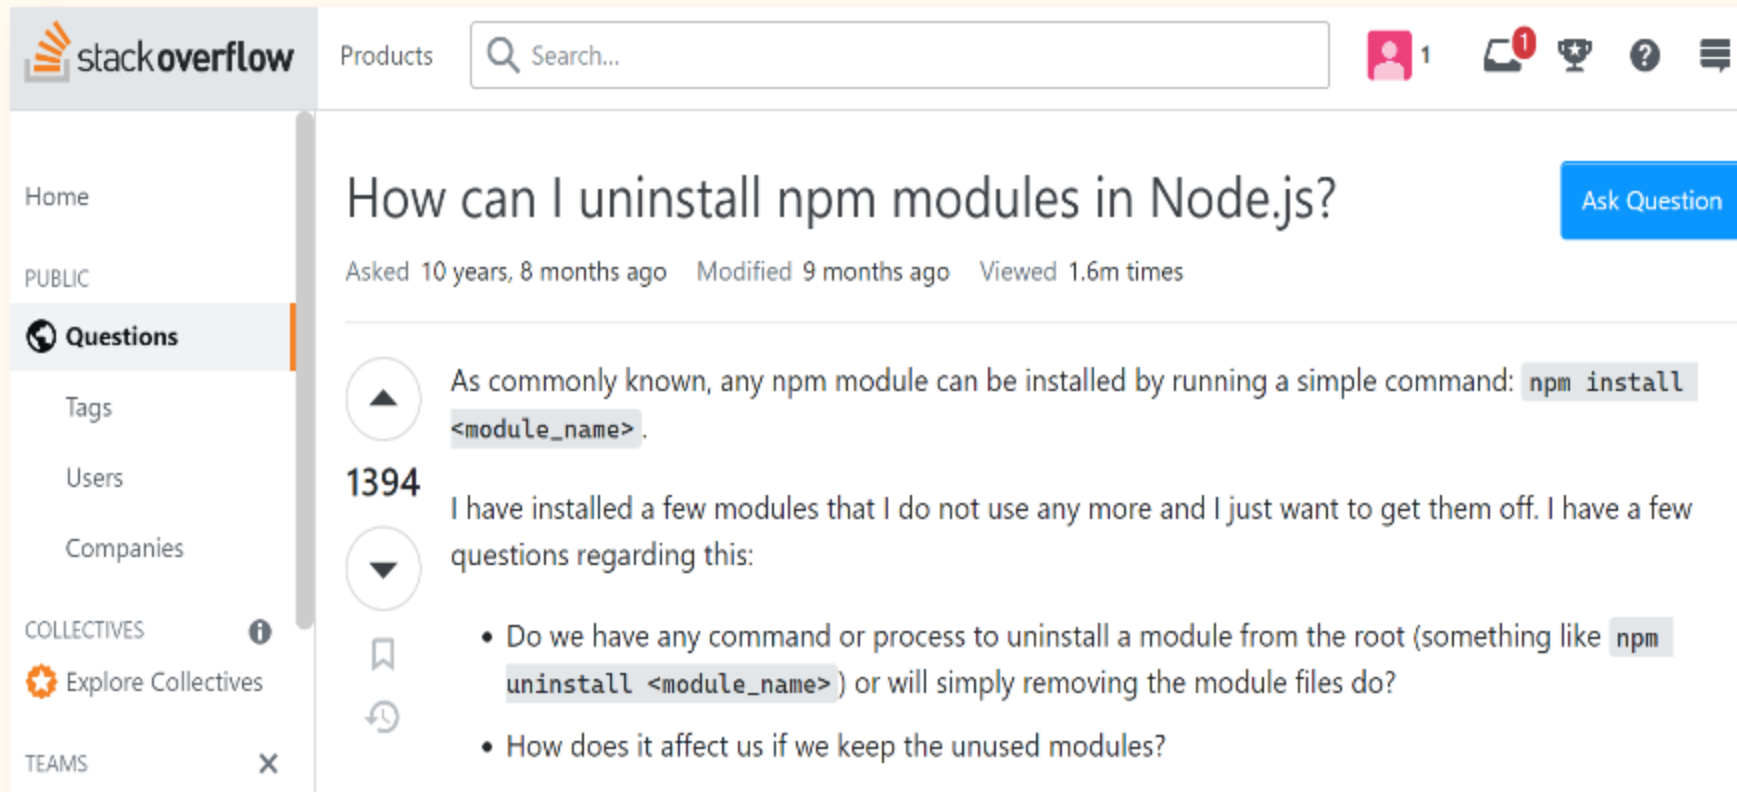 stackoverflow
Products
Search...
1
1
Home
PUBLIC
Questions
Tags
Users
Companies
COLLECTIVES
Explore Collectives
TEAMS
How can I uninstall npm modules in Node.js?
Ask Question
Asked 10 years, 8 months ago Modified 9 months ago Viewed 1.6m times
1394
As commonly known, any npm module can be installed by running a simple command: npm install
<module_name>.
I have installed a few modules that I do not use any more and I just want to get them off. I have a few
questions regarding this:
• Do we have any command or process to uninstall a module from the root (something like npm
uninstall <module_name>) or will simply removing the module files do?
• How does it affect us if we keep the unused modules?